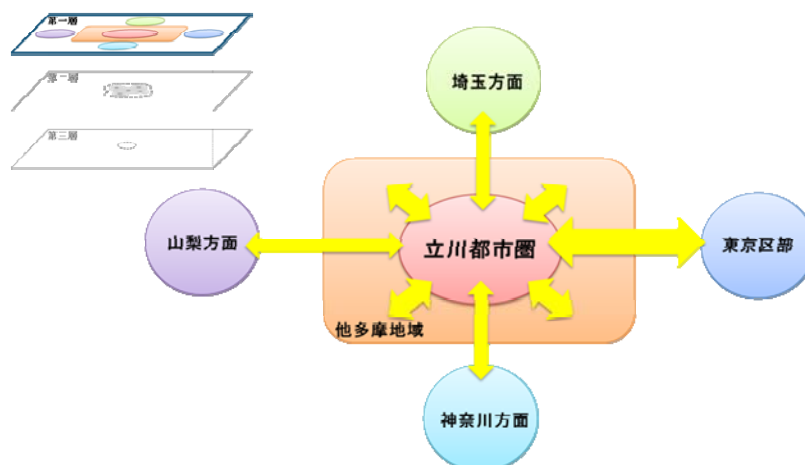 第一層
第二層
第三層
埼玉方面
山梨方面
立川都市圏
東京区部
他多摩地域
神奈川方面